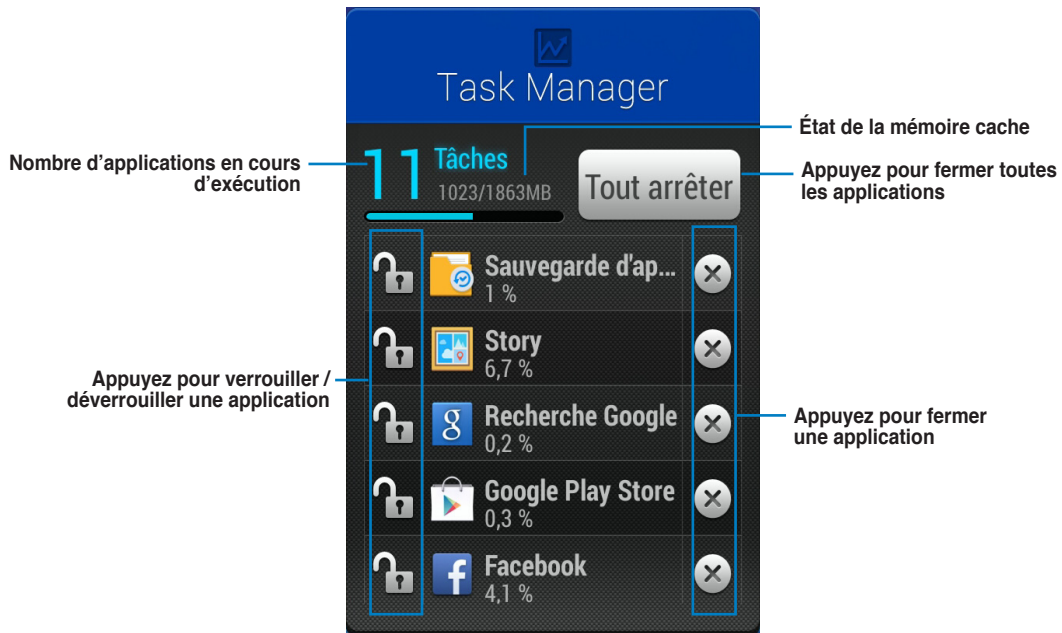 Task Manager
État de la mémoire cache
Nombre d'applications en cours
d'exécution
11
Tâches
1023/1863MB
Tout arrêter
Appuyez pour fermer toutes
les applications
Sauvegarde d'ap...
1 %
Story
6,7 %
Appuyez pour verrouiller /
déverrouiller une application
Recherche Google
0,2 %
Appuyez pour fermer
une application
Google Play Store
0,3 %
Facebook
4,1 %